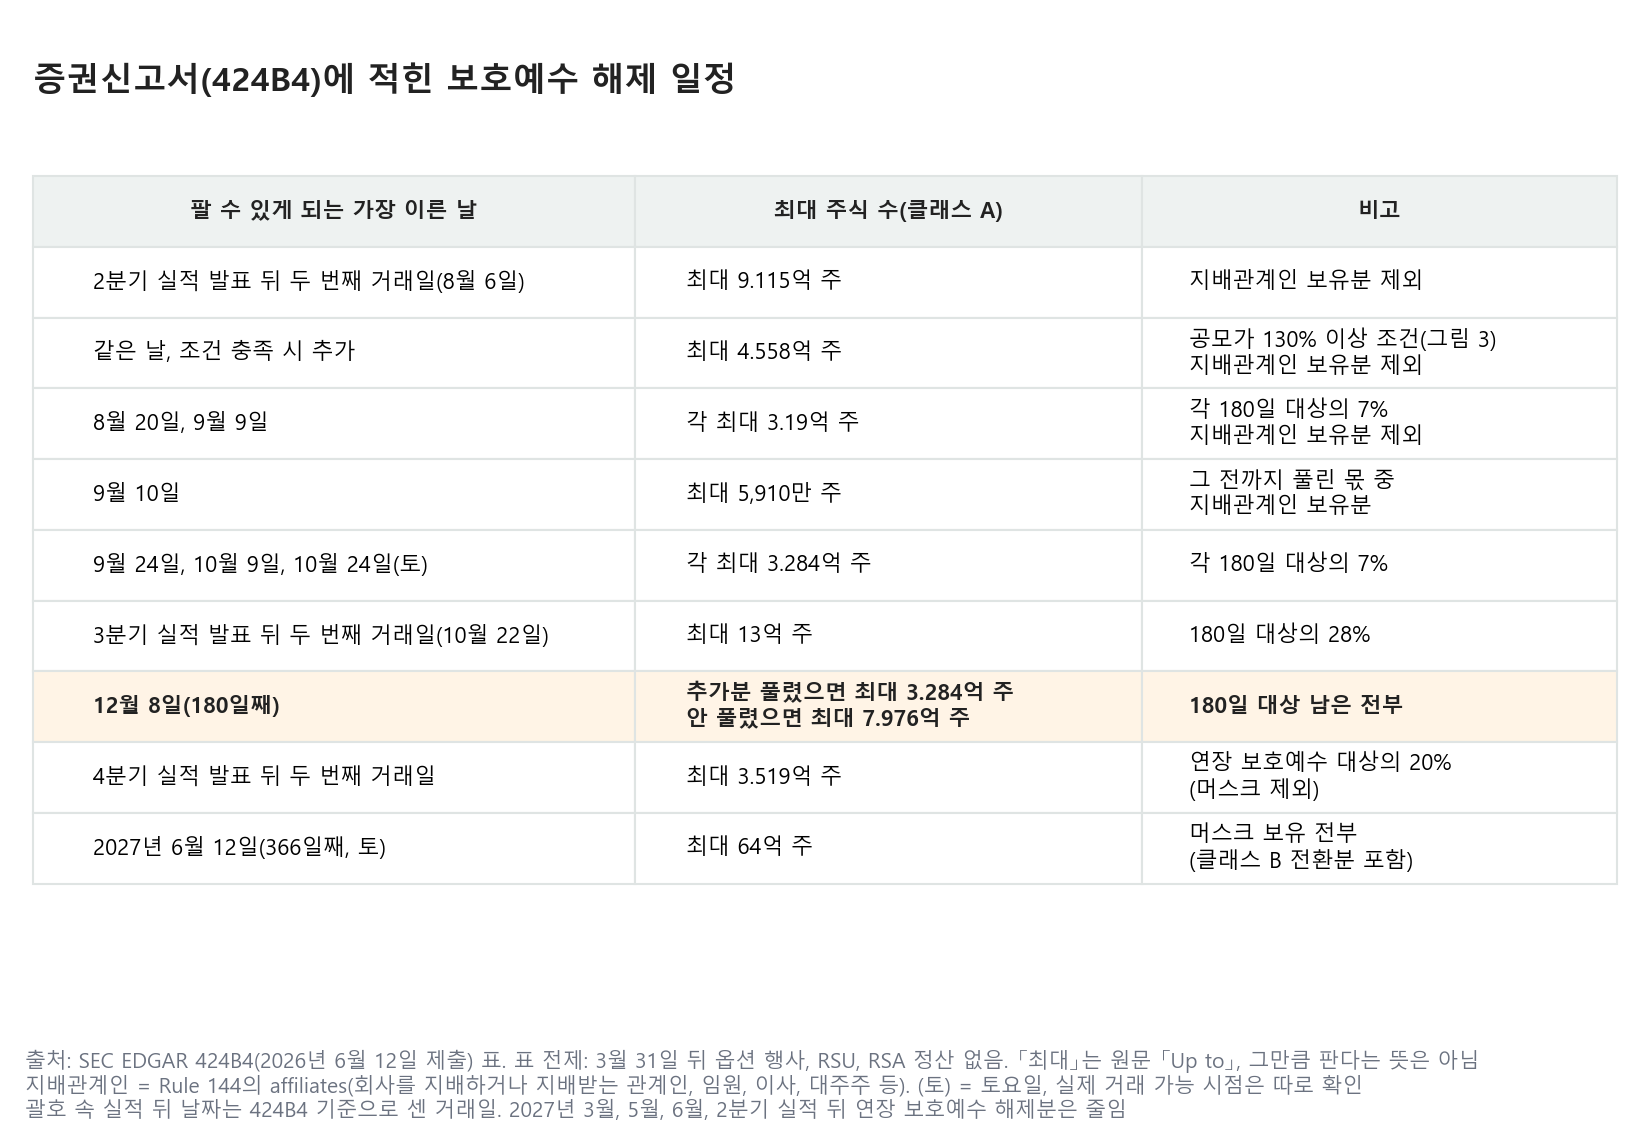 증권신고서(424B4)에 적힌 보호예수 해제 일정
팔 수 있게 되는 가장 이른 날
최대 주식 수(클래스 A)
비고
2분기 실적 발표 뒤 두 번째 거래일(8월 6일)
최대 9.115억 주
지배관계인 보유분 제외
같은 날, 조건 충족 시 추가
최대 4.558억 주
공모가 130% 이상 조건(그림 3)
지배관계인 보유분 제외
8월 20일, 9월 9일
각 최대 3.19억 주
각 180일 대상의 7%
지배관계인 보유분 제외
9월 10일
최대 5,910만 주
그 전까지 풀린 몫 중
지배관계인 보유분
9월 24일, 10월 9일, 10월 24일(토)
각 최대 3.284억 주
각 180일 대상의 7%
3분기 실적 발표 뒤 두 번째 거래일(10월 22일)
최대 13억 주
180일 대상의 28%
12월 8일(180일째)
추가분 풀렸으면 최대 3.284억 주
안 풀렸으면 최대 7.976억 주
180일 대상 남은 전부
4분기 실적 발표 뒤 두 번째 거래일
최대 3.519억 주
연장 보호예수 대상의 20%
(머스크 제외)
2027년 6월 12일(366일째, 토)
최대 64억 주
머스크 보유 전부
(클래스 B 전환분 포함)
출처: SEC EDGAR 424B4(2026년 6월 12일 제출) 표. 표 전제: 3월 31일 뒤 옵션 행사, RSU, RSA 정산 없음. 「최대」는 원문 「Up to」, 그만큼 판다는 뜻은 아님
지배관계인 = Rule 144의 affiliates(회사를 지배하거나 지배받는 관계인, 임원, 이사, 대주주 등). (토) = 토요일, 실제 거래 가능 시점은 따로 확인
괄호 속 실적 뒤 날짜는 424B4 기준으로 센 거래일. 2027년 3월, 5월, 6월, 2분기 실적 뒤 연장 보호예수 해제분은 줄임